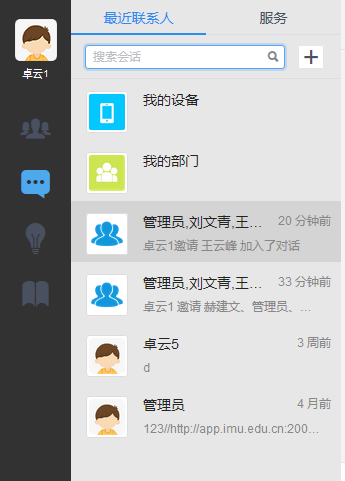 最近联系人 服务
卓云1
搜索会话
我的设备
我的部门
管理员,刘文青,王... 20 分钟前
卓云1邀请 王云峰 加入了对话
管理员,刘文青,王... 33 分钟前
卓云1 邀请 赫建文、管理员、...
卓云5 3 周前
d
管理员 4 月前
123//http://app.imu.edu.cn:200...